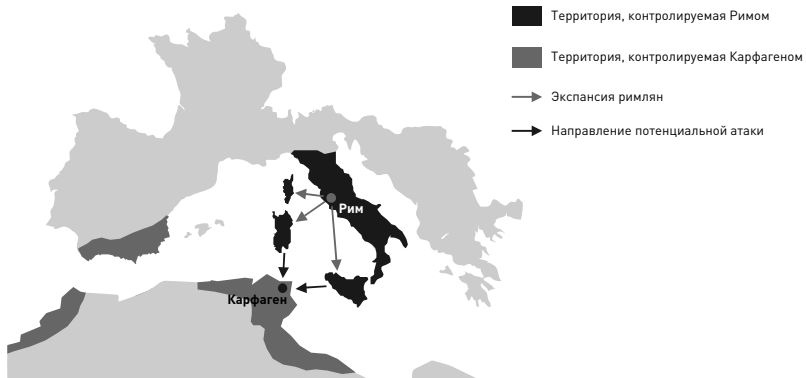 Территория, контролируемая Римом
Территория, контролируемая Карфагеном
Экспансия римлян
Направление потенциальной атаки
Рим
Карфаген